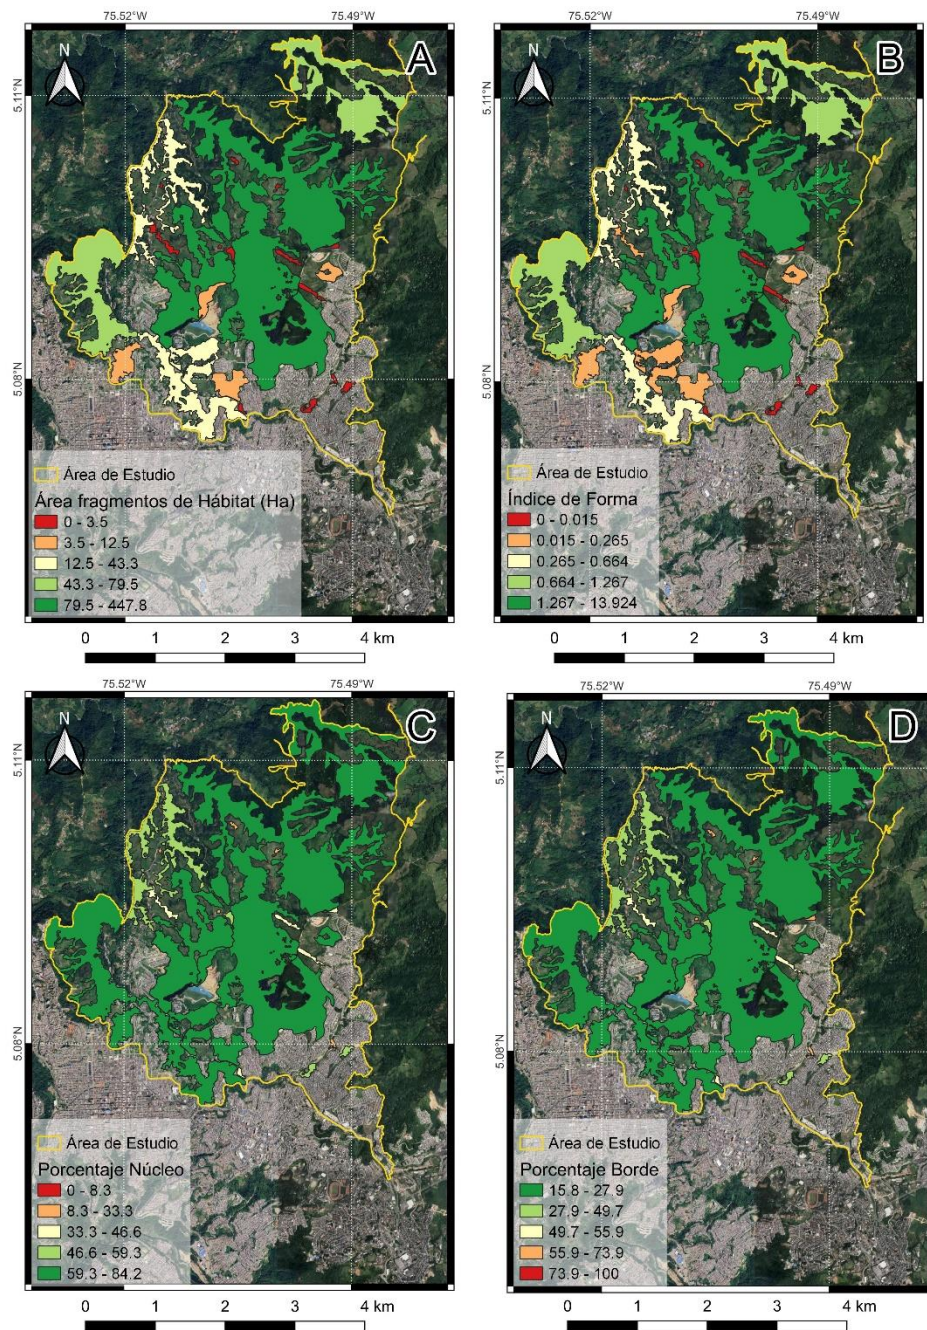 75.52°W 75.49°W
N
A
5.11°N
5.08°N
Área de Estudio
Área fragmentos de Hábitat (Ha)
0 - 3.5
3.5 - 12.5
12.5 - 43.3
43.3 - 79.5
79.5 - 447.8
0 1 2 3 4 km
75.52°W 75.49°W
N
B
5.11°N
5.08°N
Área de Estudio
Índice de Forma
0 - 0.015
0.015 - 0.265
0.265 - 0.664
0.664 - 1.267
1.267 - 13.924
0 1 2 3 4 km
75.52°W 75.49°W
N
C
5.11°N
5.08°N
Área de Estudio
Porcentaje Núcleo
0 - 8.3
8.3 - 33.3
33.3 - 46.6
46.6 - 59.3
59.3 - 84.2
0 1 2 3 4 km
75.52°W 75.49°W
N
D
5.11°N
5.08°N
Área de Estudio
Porcentaje Borde
15.8 - 27.9
27.9 - 49.7
49.7 - 55.9
55.9 - 73.9
73.9 - 100
0 1 2 3 4 km